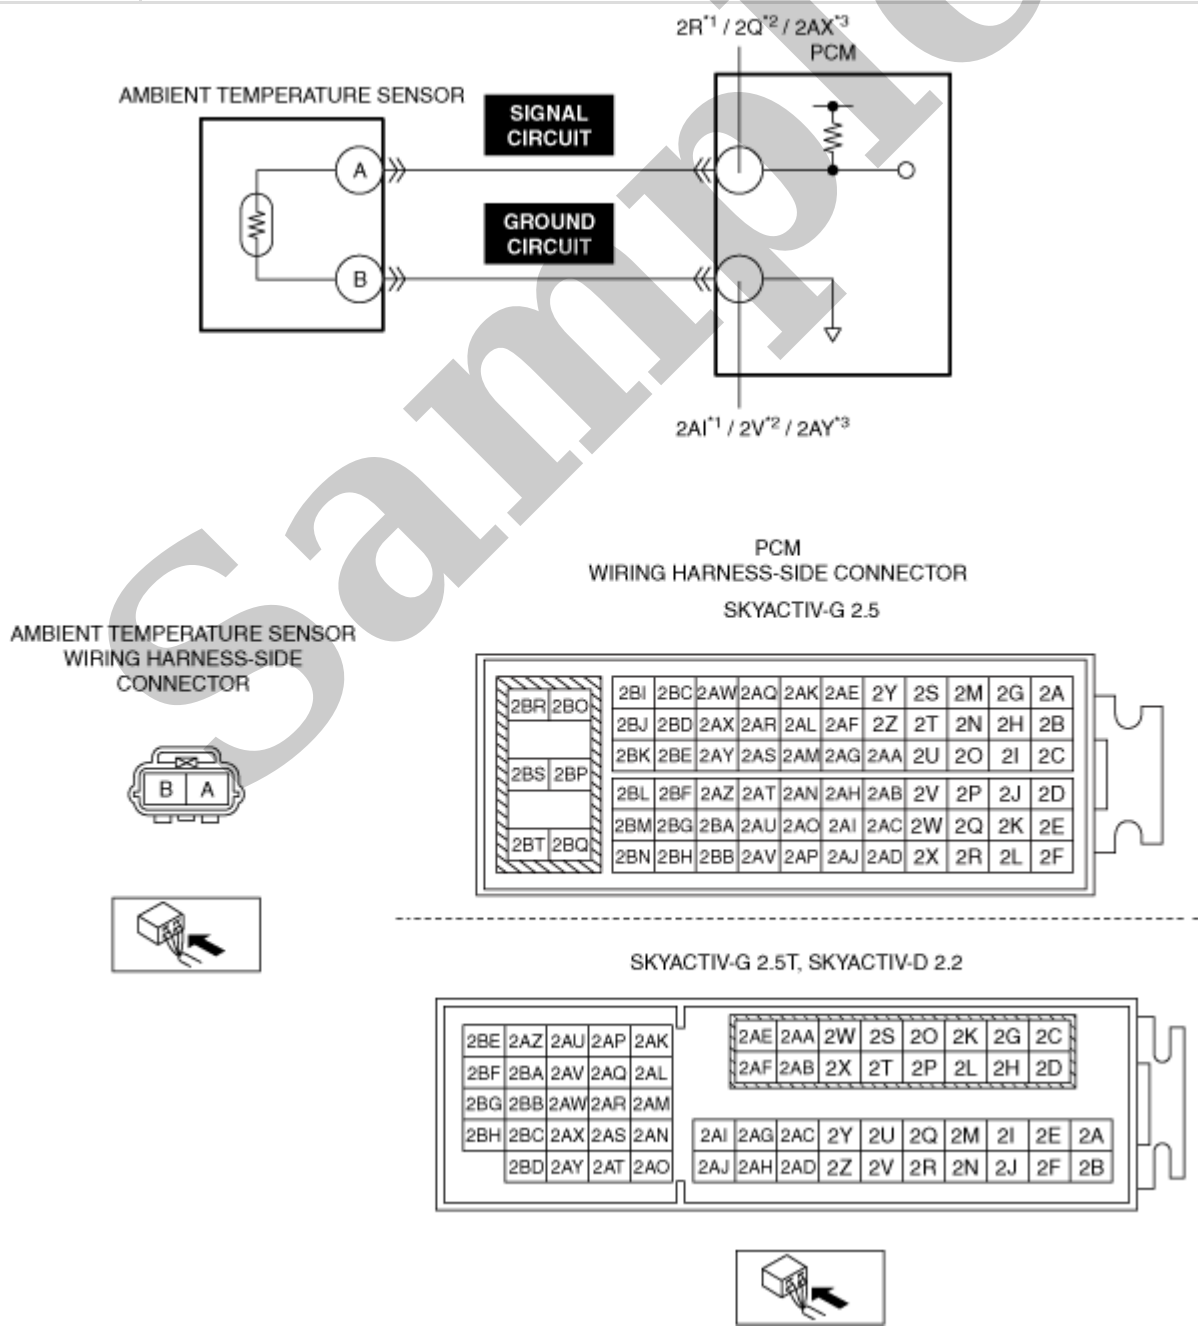 2R*1 / 2Q*2 / 2AX*3
PCM
AMBIENT TEMPERATURE SENSOR
SIGNAL
CIRCUIT
A
GROUND
CIRCUIT
B
2AI*1 / 2V*2 / 2AY*3
Sample
PCM
WIRING HARNESS-SIDE CONNECTOR
SKYACTIV-G 2.5
AMBIENT TEMPERATURE SENSOR
WIRING HARNESS-SIDE
CONNECTOR
B A
2BR 2BO
2BS 2BP
2BT 2BQ
2BI 2BC 2AW 2AQ 2AK 2AE 2Y 2S 2M 2G 2A
2BJ 2BD 2AX 2AR 2AL 2AF 2Z 2T 2N 2H 2B
2BK 2BE 2AY 2AS 2AM 2AG 2AA 2U 2O 2I 2C
2BL 2BF 2AZ 2AT 2AN 2AH 2AB 2V 2P 2J 2D
2BM 2BG 2BA 2AU 2AO 2AI 2AC 2W 2Q 2K 2E
2BN 2BH 2BB 2AV 2AP 2AJ 2AD 2X 2R 2L 2F
SKYACTIV-G 2.5T, SKYACTIV-D 2.2
2BE 2AZ 2AU 2AP 2AK
2BF 2BA 2AV 2AQ 2AL
2BG 2BB 2AW 2AR 2AM
2BH 2BC 2AX 2AS 2AN
2BD 2AY 2AT 2AO
2AE 2AA 2W 2S 2O 2K 2G 2C
2AF 2AB 2X 2T 2P 2L 2H 2D
2AI 2AG 2AC 2Y 2U 2Q 2M 2I 2E 2A
2AJ 2AH 2AD 2Z 2V 2R 2N 2J 2F 2B